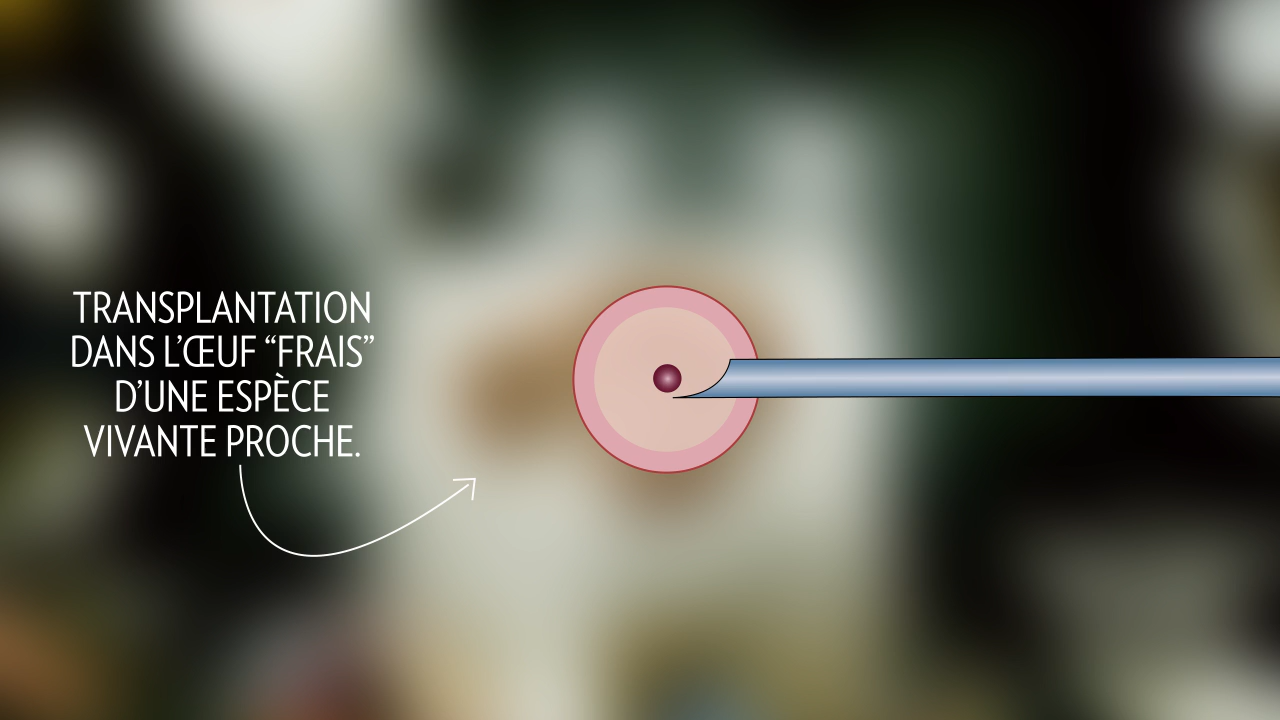 TRANSPLANTATION
DANS L’ŒUF “FRAIS”
D’UNE ESPÈCE
VIVANTE PROCHE.